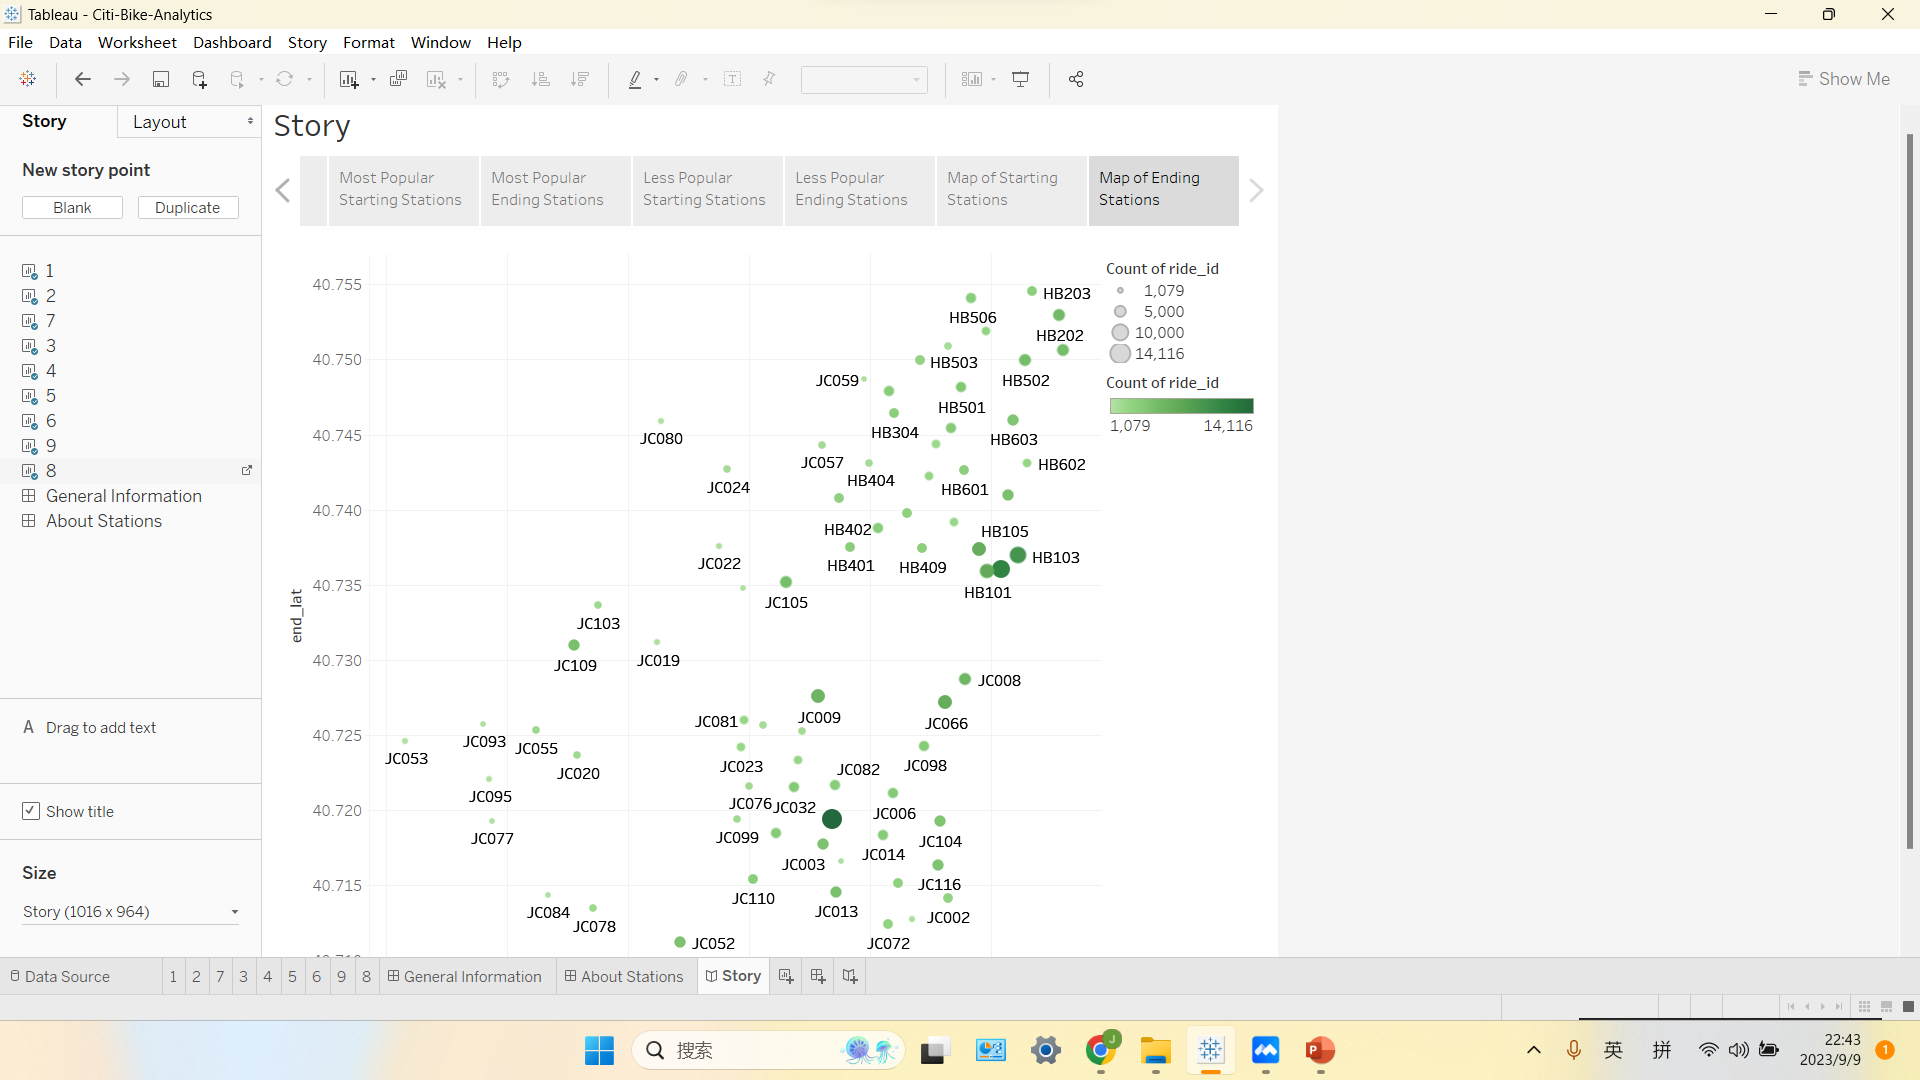 Tableau - Citi-Bike-Analytics
File Data Worksheet Dashboard Story Format Window Help
Show Me
Story Layout
New story point
Blank Duplicate
1
2
7
3
4
5
6
9
8
General Information
About Stations
A Drag to add text
Show title
Size
Story (1016 x 964)
Story
Most Popular Starting Stations
Most Popular Ending Stations
Less Popular Starting Stations
Less Popular Ending Stations
Map of Starting Stations
Map of Ending Stations
end_lat
40.755
40.750
40.745
40.740
40.735
40.730
40.725
40.720
40.715
HB203
HB506
HB202
HB503
JC059
HB502
HB501
HB304
JC080
HB603
JC057
HB602
HB404
JC024
HB601
HB402
HB105
HB103
JC022
HB401
HB409
HB101
JC105
JC103
JC109
JC019
JC008
JC081
JC009
JC066
JC093
JC055
JC053
JC023
JC082
JC098
JC020
JC095
JC076
JC032
JC006
JC077
JC099
JC104
JC003
JC014
JC116
JC110
JC084
JC013
JC002
JC078
JC052
JC072
Count of ride_id
1,079
5,000
10,000
14,116
Count of ride_id
1,079 14,116
Data Source 1 2 7 3 4 5 6 9 8 General Information About Stations Story
搜索
英 拼
22:43
2023/9/9
1